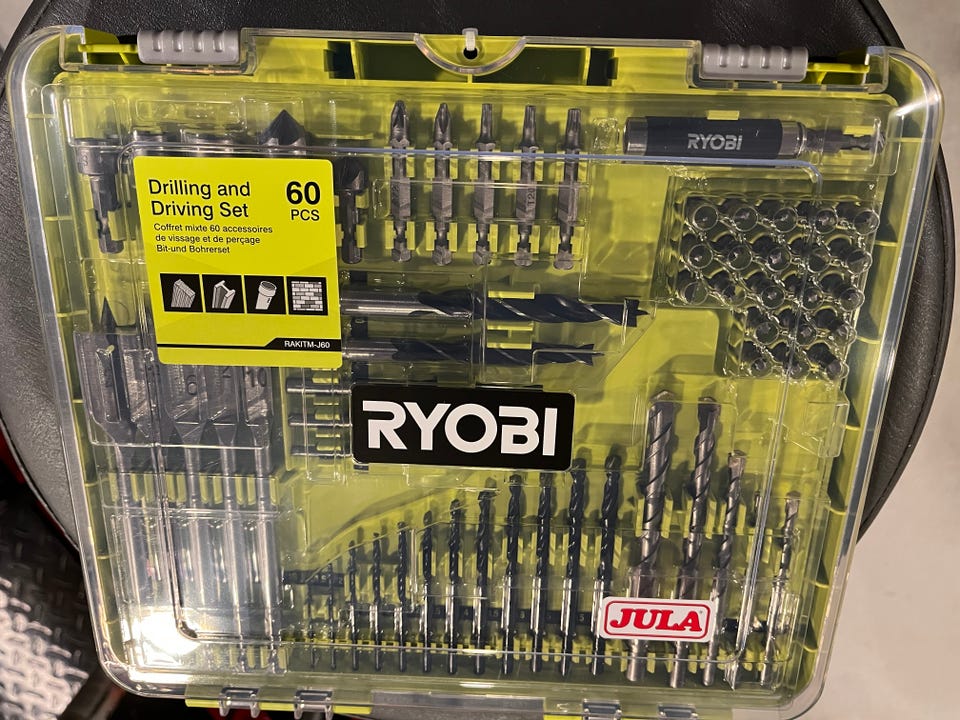 RYOBI
Drilling and
Driving Set
60
PCS
Coffret mixte 60 accessoires
de vissage et de perçage
Bit-und Bohrerset
RAKITM-J60
RYOBI
JULA